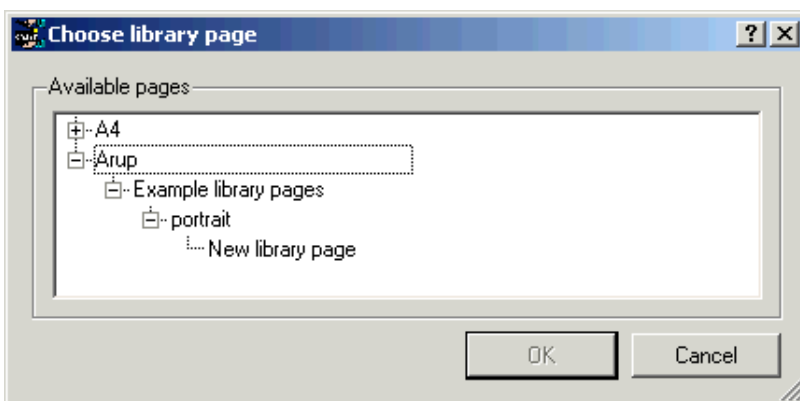 Choose library page
Available pages
A4
Arup
Example library pages
portrait
New library page
OK Cancel